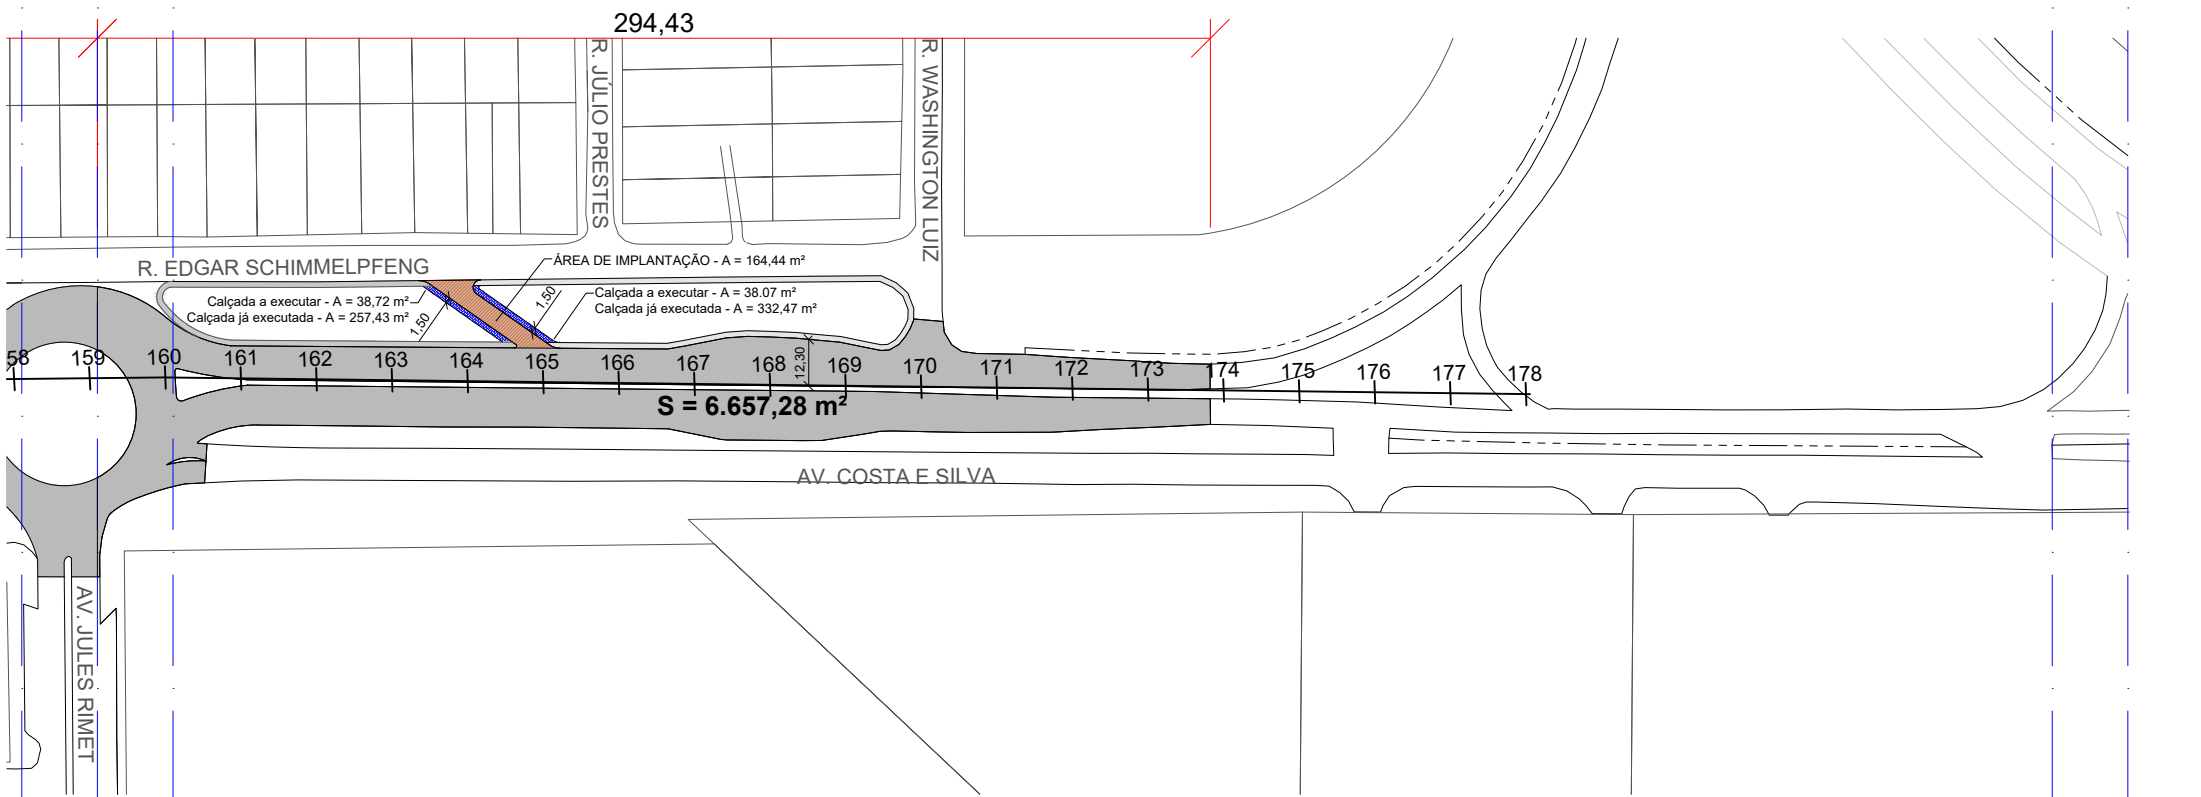 294,43
R. JÚLIO PRESTES
R. WASHINGTON LUIZ
R. EDGAR SCHIMMELPFENG
ÁREA DE IMPLANTAÇÃO - A = 164,44 m²
Calçada a executar - A = 38,72 m²
Calçada já executada - A = 257,43 m²
1,50
1,50
Calçada a executar - A = 38.07 m²
Calçada já executada - A = 332,47 m²
12,30
58 159 160 161 162 163 164 165 166 167 168 169 170 171 172 173 174 175 176 177 178
S = 6.657,28 m²
AV. COSTA E SILVA
AV. JULES RIMET